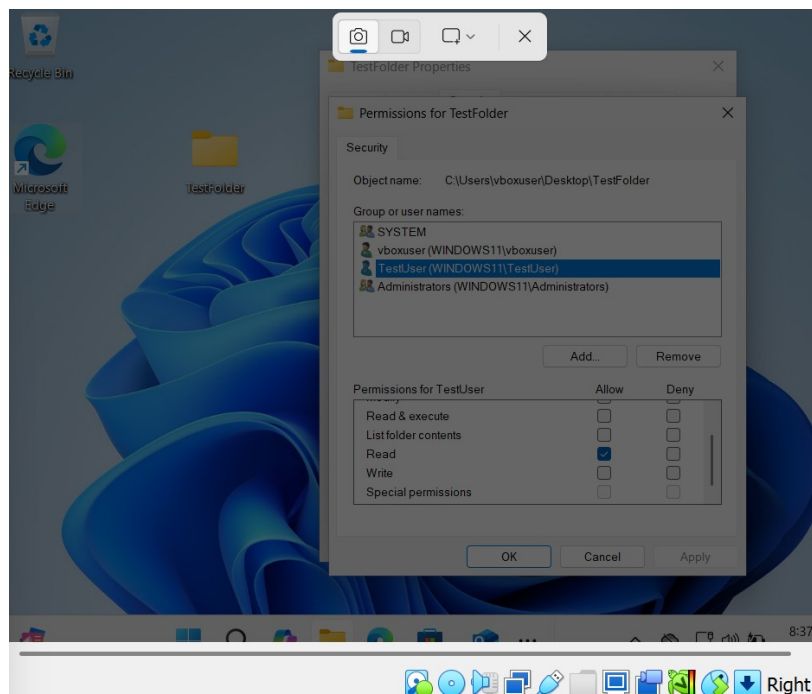 Recycle Bin
TestFolder Properties
Permissions for TestFolder
Security
Microsoft
Edge
TestFolder
Object name: C:\Users\vboxuser\Desktop\TestFolder
Group or user names:
SYSTEM
vboxuser (WINDOWS11\vboxuser)
TestUser (WINDOWS11\TestUser)
Administrators (WINDOWS11\Administrators)
Add... Remove
Permissions for TestUser Allow Deny
Read & execute
List folder contents
Read
Write
Special permissions
OK Cancel Apply
8:37
Right